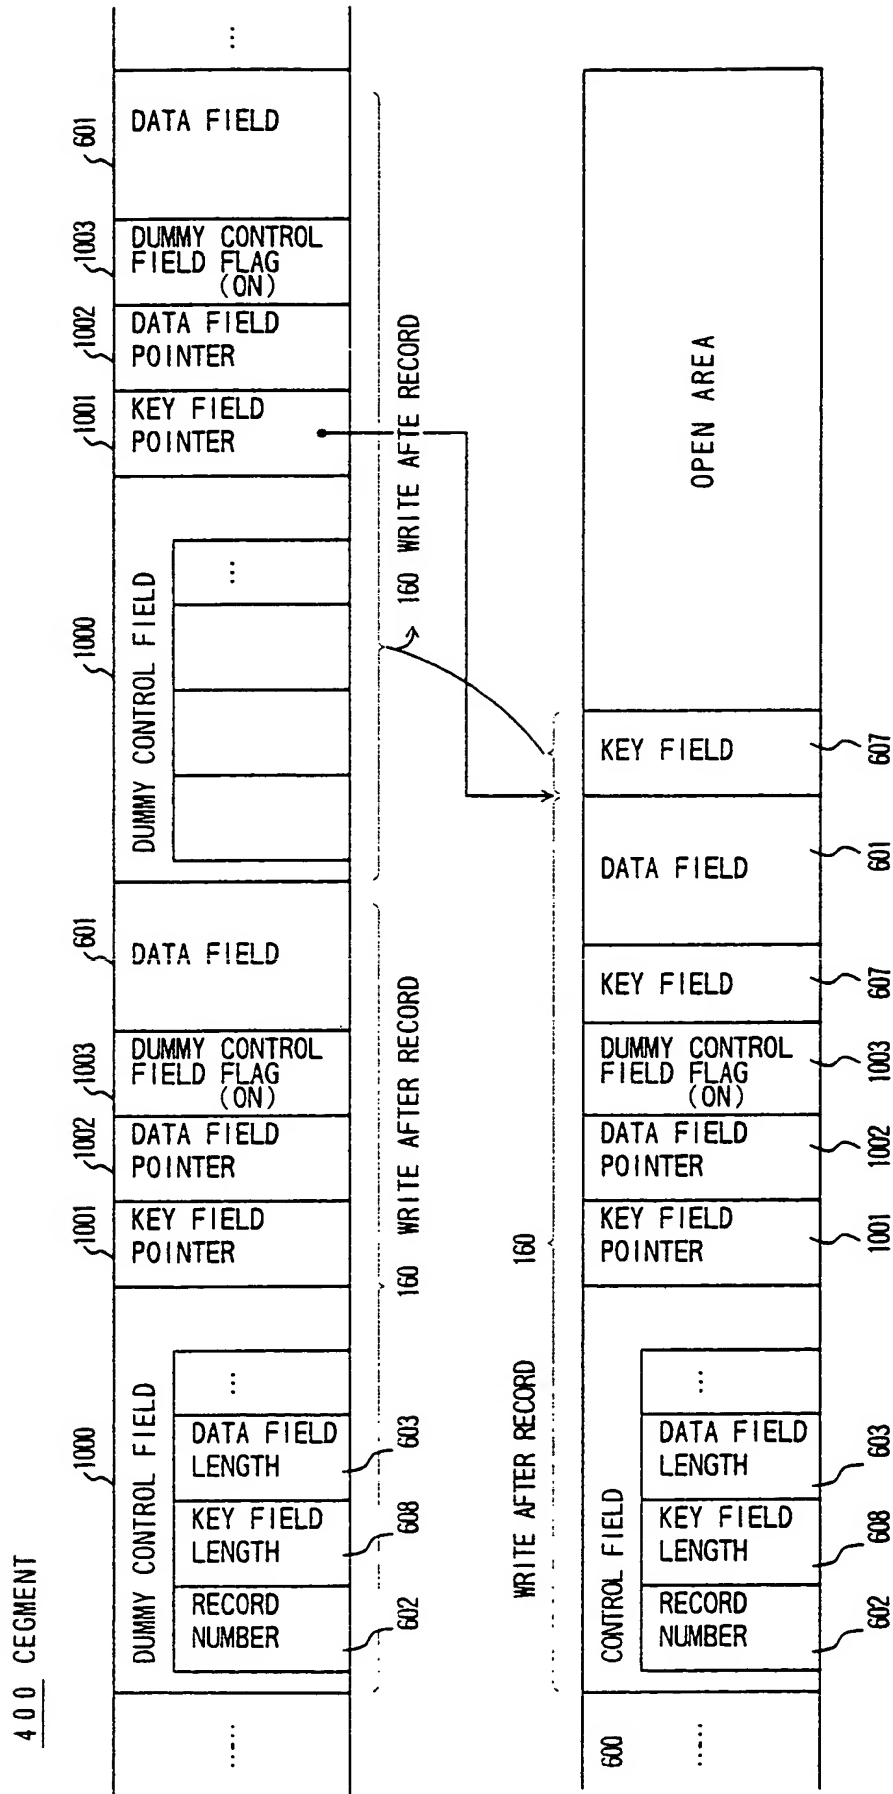 400 CEGMENT
1000
1001
1002
1003
601
1000
1001
1002
1003
601
......
DUMMY CONTROL FIELD
RECORD
NUMBER
KEY FIELD
LENGTH
DATA FIELD
LENGTH
...
KEY FIELD
POINTER
DATA FIELD
POINTER
DUMMY CONTROL
FIELD FLAG
(ON)
DATA FIELD
DUMMY CONTROL FIELD
...
KEY FIELD
POINTER
DATA FIELD
POINTER
DUMMY CONTROL
FIELD FLAG
(ON)
DATA FIELD
...
602
608
603
160 WRITE AFTER RECORD
160 WRITE AFTE RECORD
WRITE AFTER RECORD
160
600
......
CONTROL FIELD
RECORD
NUMBER
KEY FIELD
LENGTH
DATA FIELD
LENGTH
...
KEY FIELD
POINTER
DATA FIELD
POINTER
DUMMY CONTROL
FIELD FLAG
(ON)
KEY FIELD
DATA FIELD
KEY FIELD
OPEN AREA
602
608
603
1001
1002
1003
607
601
607